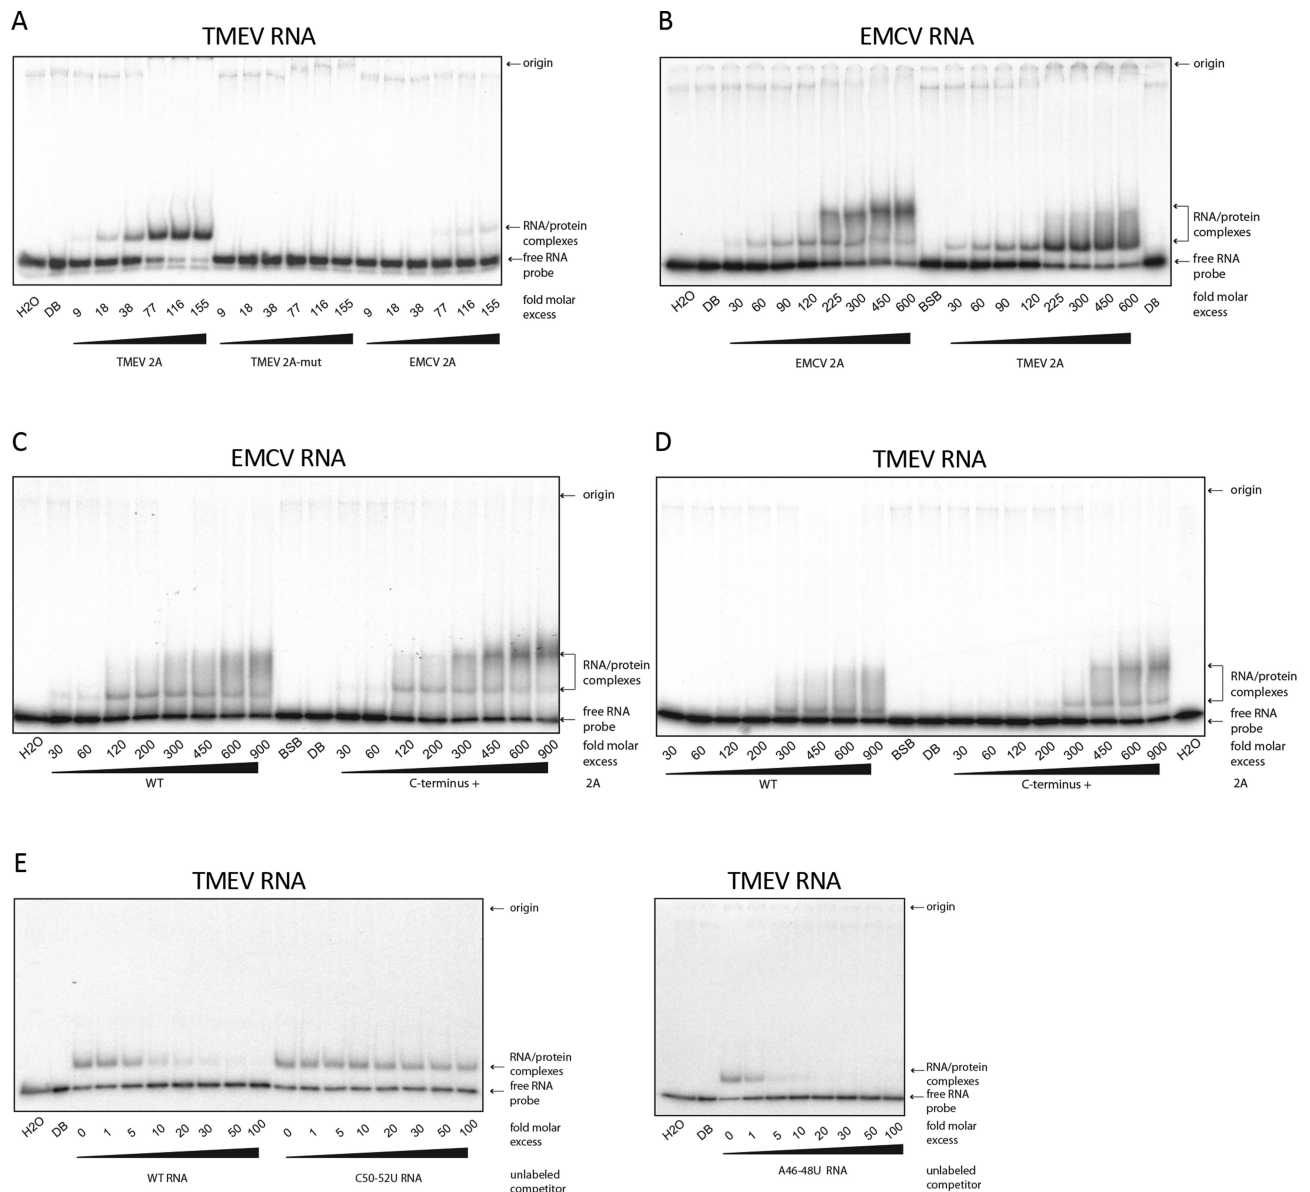 A
TMEV RNA
origin
RNA/protein
complexes
free RNA
probe
H2O DB 9 18 38 77 116 155 9 18 38 77 116 155 9 18 38 77 116 155
fold molar
excess
TMEV 2A TMEV 2A-mut EMCV 2A
B
EMCV RNA
origin
RNA/protein
complexes
free RNA
probe
H2O DB 30 60 90 120 225 300 450 600 BSB 30 60 90 120 225 300 450 600 DB
fold molar
excess
EMCV 2A TMEV 2A
C
EMCV RNA
origin
RNA/protein
complexes
free RNA
probe
H2O 30 60 120 200 300 450 600 900 BSB DB 30 60 120 200 300 450 600 900
fold molar
excess
WT C-terminus + 2A
D
TMEV RNA
origin
RNA/protein
complexes
free RNA
probe
30 60 120 200 300 450 600 900 BSB DB 30 60 120 200 300 450 600 900 H2O
fold molar
excess
WT C-terminus + 2A
E
TMEV RNA
origin
RNA/protein
complexes
free RNA
probe
H2O DB 0 1 5 10 20 30 50 100 0 1 5 10 20 30 50 100
fold molar
excess
WT RNA C50-52U RNA
unlabeled
competitor
TMEV RNA
origin
RNA/protein
complexes
free RNA
probe
H2O DB 0 1 5 10 20 30 50 100
fold molar
excess
A46-48U RNA
unlabeled
competitor